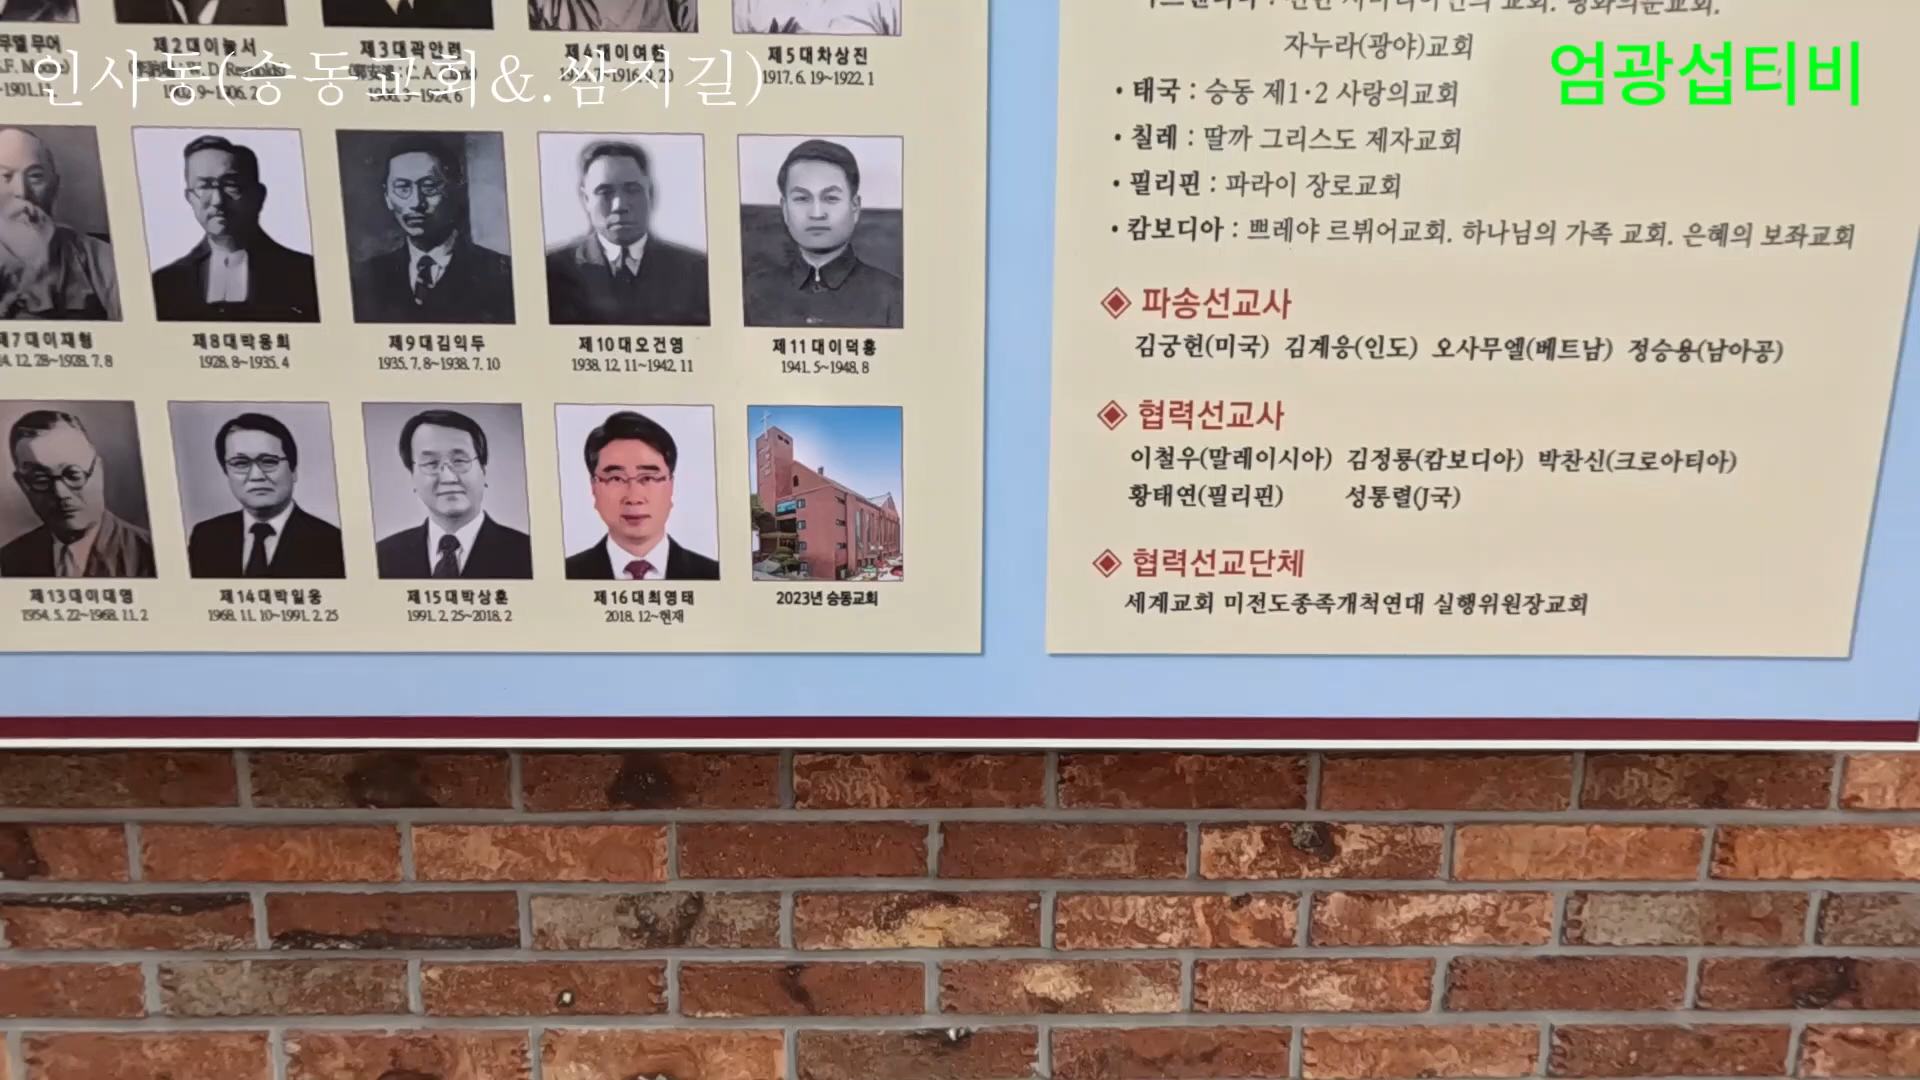 인사동(승동교회&.쌈지길)
엄광섭티비
제2대이눌서
제3대곽안련
제4대이여한
제5대차상진
1917. 6. 19~1922. 1
제7대이재형
제8대박용희
1928. 8~1935. 4
제9대김익두
1935. 7. 8~1938. 7. 10
제10대오건영
1938. 12. 11~1942. 11
제11대이덕흥
1941. 5~1948. 8
제13대이대영
1954. 5. 22~1968. 11. 2
제14대박일웅
1968. 11. 10~1991. 2. 25
제15대박상훈
1991. 2. 25~2018. 2
제16대최영태
2018. 12~현재
2023년 승동교회
자누라(광야)교회
• 태국 : 승동 제1·2 사랑의교회
• 칠레 : 딸까 그리스도 제자교회
• 필리핀 : 파라이 장로교회
• 캄보디아 : 쁘레야 르뷔어교회. 하나님의 가족 교회. 은혜의 보좌교회
◈ 파송선교사
김궁헌(미국) 김계응(인도) 오사무엘(베트남) 정승용(남아공)
◈ 협력선교사
이철우(말레이시아) 김정룡(캄보디아) 박찬신(크로아티아)
황태연(필리핀) 성통렬(J국)
◈ 협력선교단체
세계교회 미전도종족개척연대 실행위원장교회